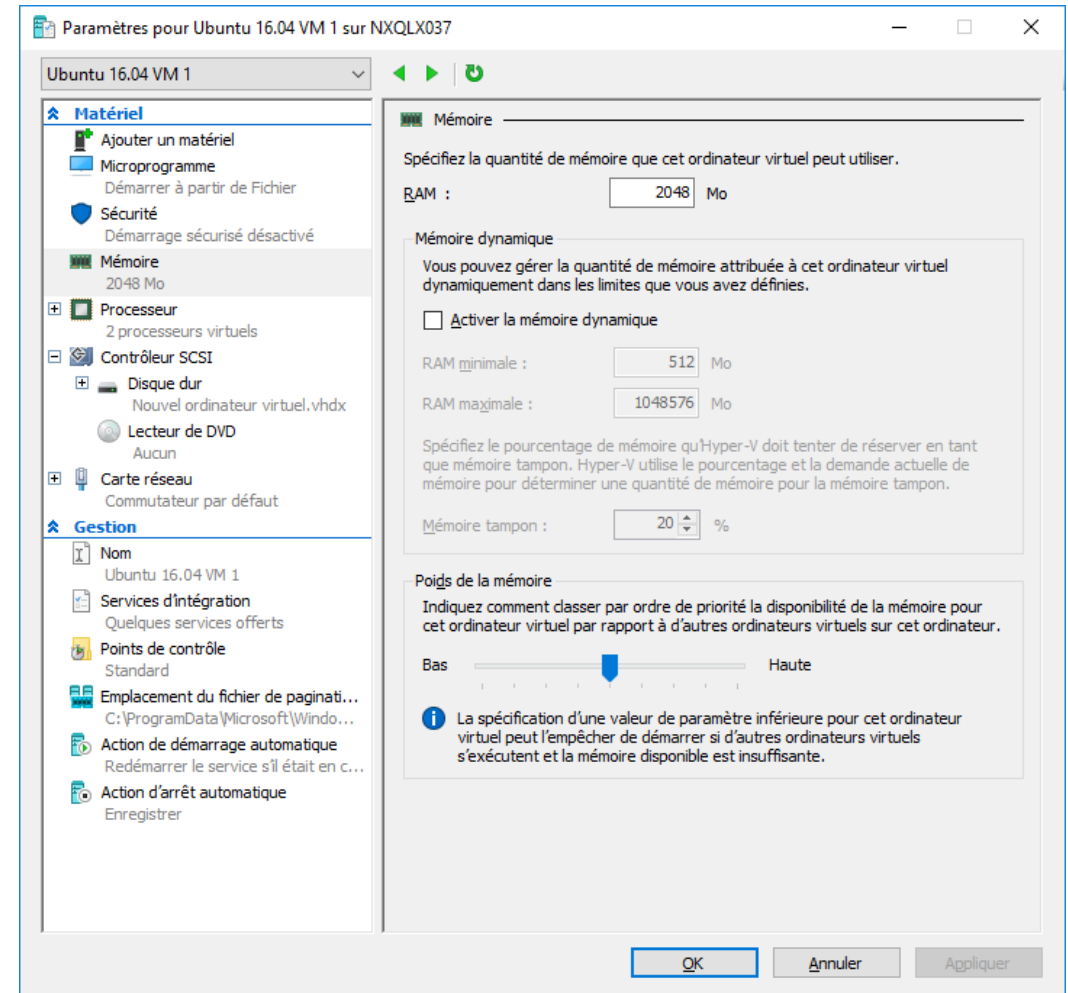 Paramètres pour Ubuntu 16.04 VM 1 sur NXQLX037
Ubuntu 16.04 VM 1
Matériel
Ajouter un matériel
Microprogramme
Démarrer à partir de Fichier
Sécurité
Démarrage sécurisé désactivé
Mémoire
2048 Mo
Processeur
2 processeurs virtuels
Contrôleur SCSI
Disque dur
Nouvel ordinateur virtuel.vhdx
Lecteur de DVD
Aucun
Carte réseau
Commutateur par défaut
Gestion
Nom
Ubuntu 16.04 VM 1
Services d'intégration
Quelques services offerts
Points de contrôle
Standard
Emplacement du fichier de paginati...
C:\ProgramData\Microsoft\Windo...
Action de démarrage automatique
Redémarrer le service s'il était en c...
Action d'arrêt automatique
Enregistrer
Mémoire
Spécifiez la quantité de mémoire que cet ordinateur virtuel peut utiliser.
RAM : 2048 Mo
Mémoire dynamique
Vous pouvez gérer la quantité de mémoire attribuée à cet ordinateur virtuel
dynamiquement dans les limites que vous avez définies.
Activer la mémoire dynamique
RAM minimale : 512 Mo
RAM maximale : 1048576 Mo
Spécifiez le pourcentage de mémoire qu'Hyper-V doit tenter de réserver en tant
que mémoire tampon. Hyper-V utilise le pourcentage et la demande actuelle de
mémoire pour déterminer une quantité de mémoire pour la mémoire tampon.
Mémoire tampon : 20 %
Poids de la mémoire
Indiquez comment classer par ordre de priorité la disponibilité de la mémoire pour
cet ordinateur virtuel par rapport à d'autres ordinateurs virtuels sur cet ordinateur.
Bas Haute
La spécification d'une valeur de paramètre inférieure pour cet ordinateur
virtuel peut l'empêcher de démarrer si d'autres ordinateurs virtuels
s'exécutent et la mémoire disponible est insuffisante.
OK Annuler Appliquer